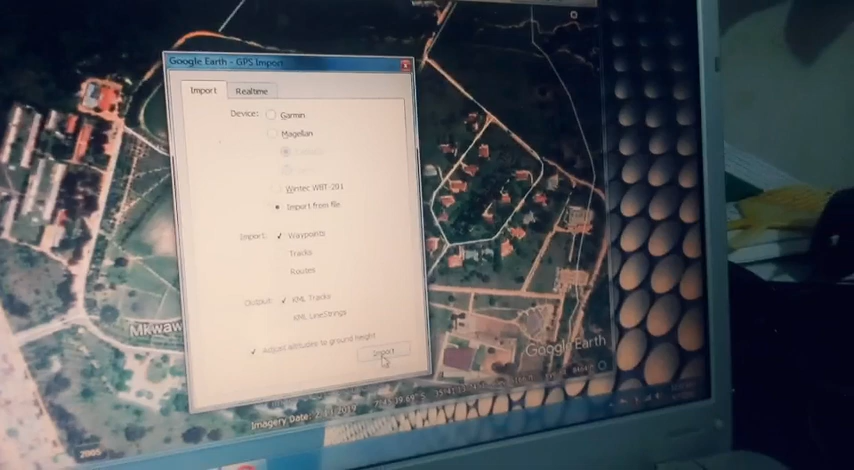 Google Earth - GPS Import
Import
Realtime
Device:
Garmin
Magellan
Wintec WBT-201
Import from file
Import:
Waypoints
Tracks
Routes
Output:
KML Tracks
KML LineStrings
Adjust altitudes to ground height
Import
Mkwaw
Google Earth
Imagery Date:
2005